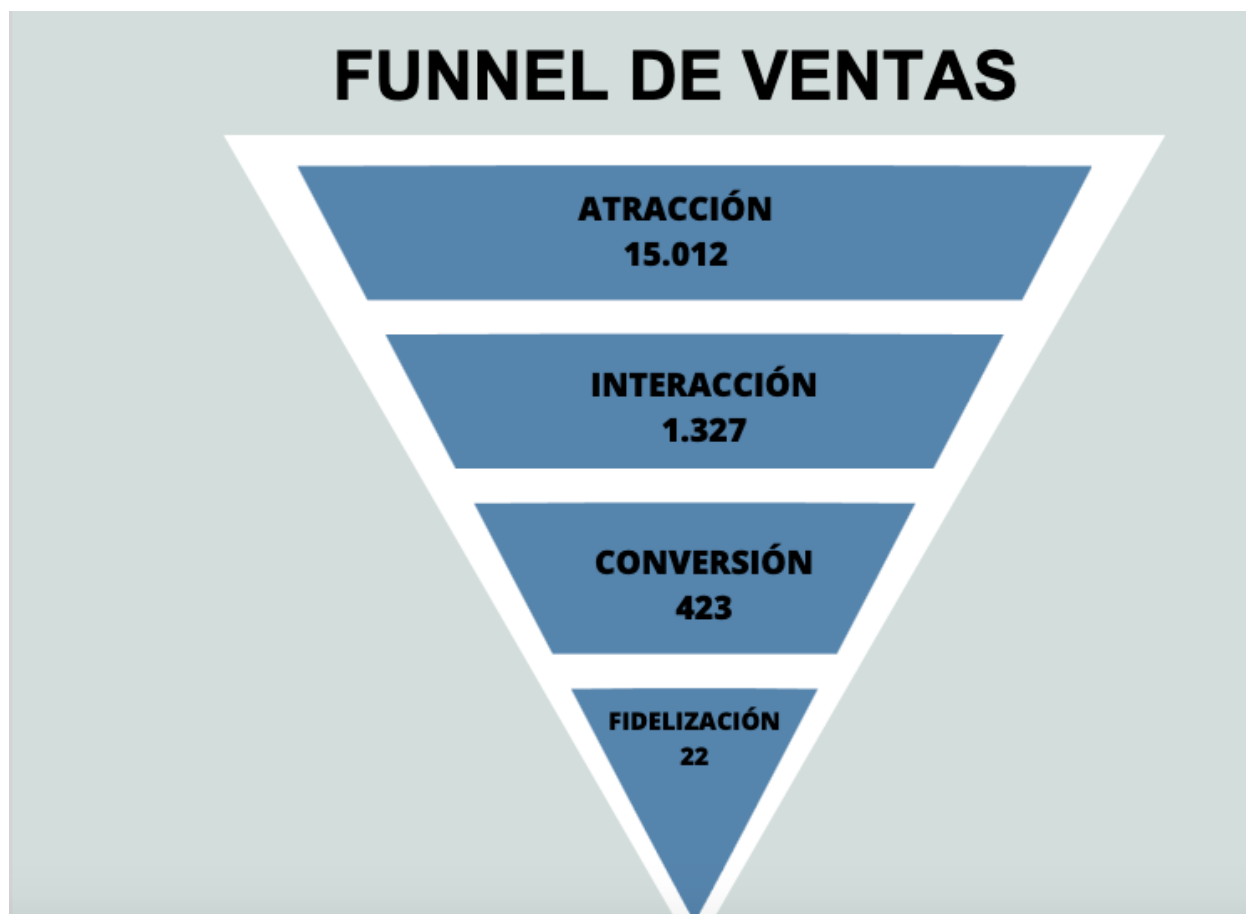 FUNNEL DE VENTAS
ATRACCIÓN
15.012
INTERACCIÓN
1.327
CONVERSIÓN
423
FIDELIZACIÓN
22